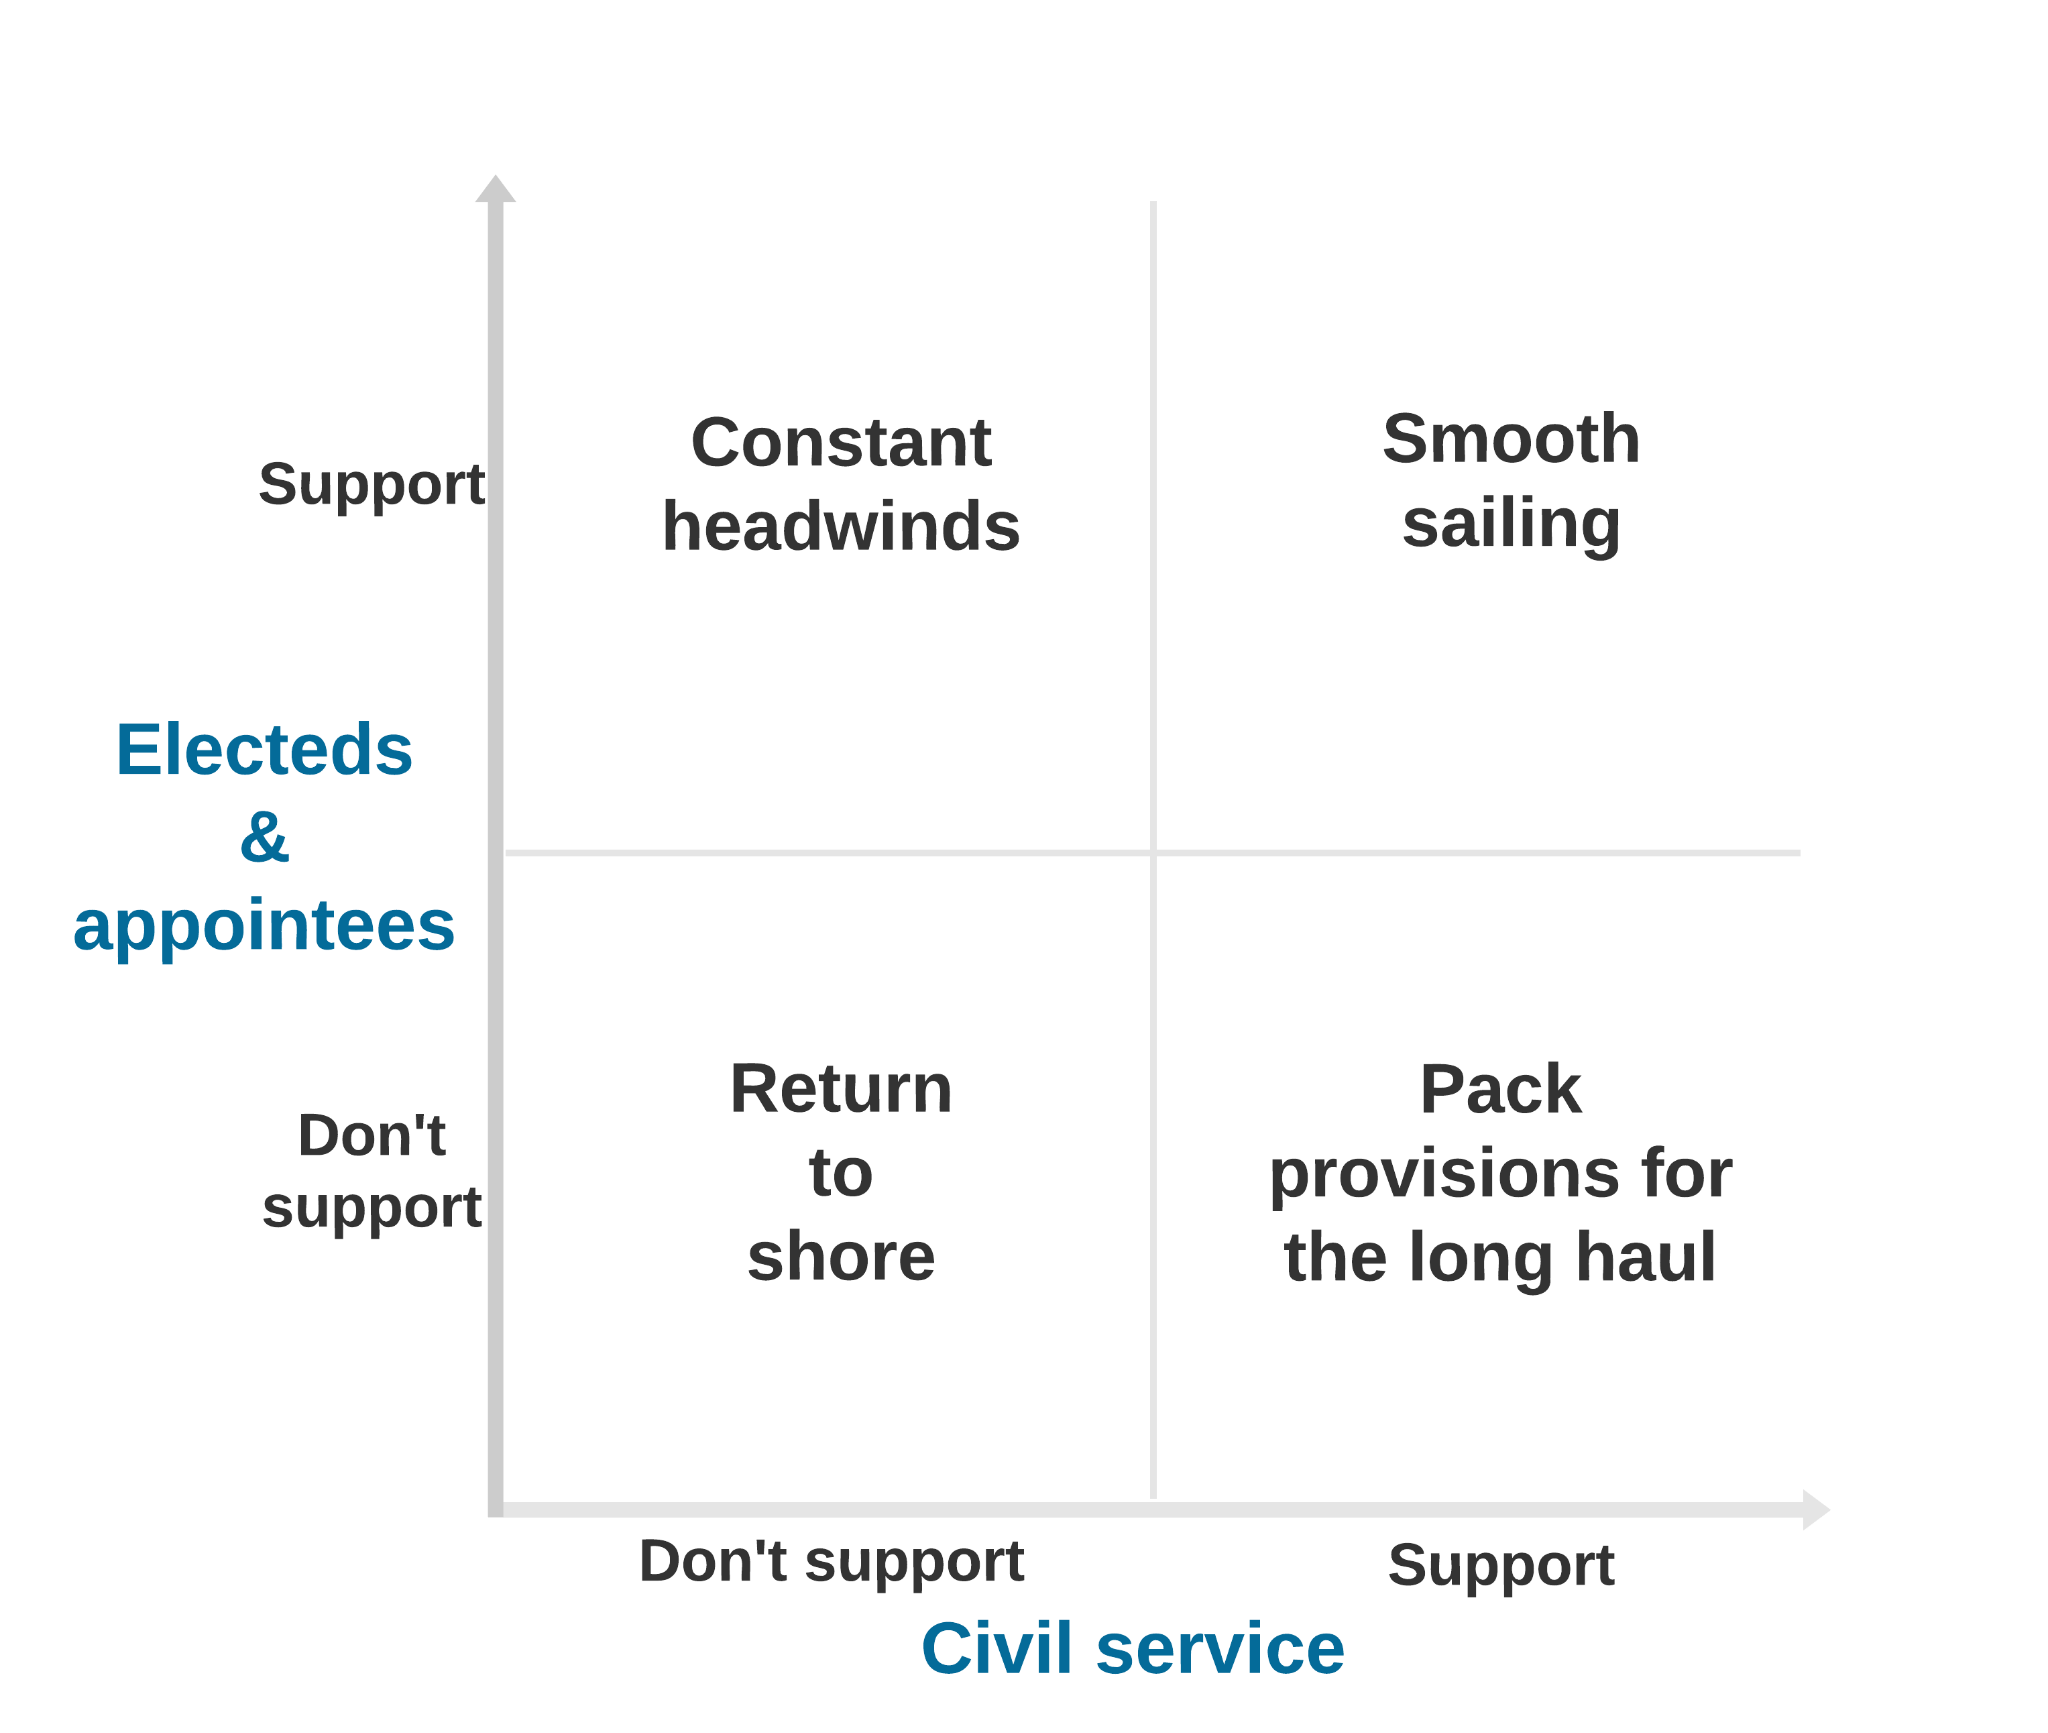 Constant
headwinds
Smooth
sailing
Support
Electeds
&
appointees
Don't
support
Return
to
shore
Pack
provisions for
the long haul
Don't support
Support
Civil service